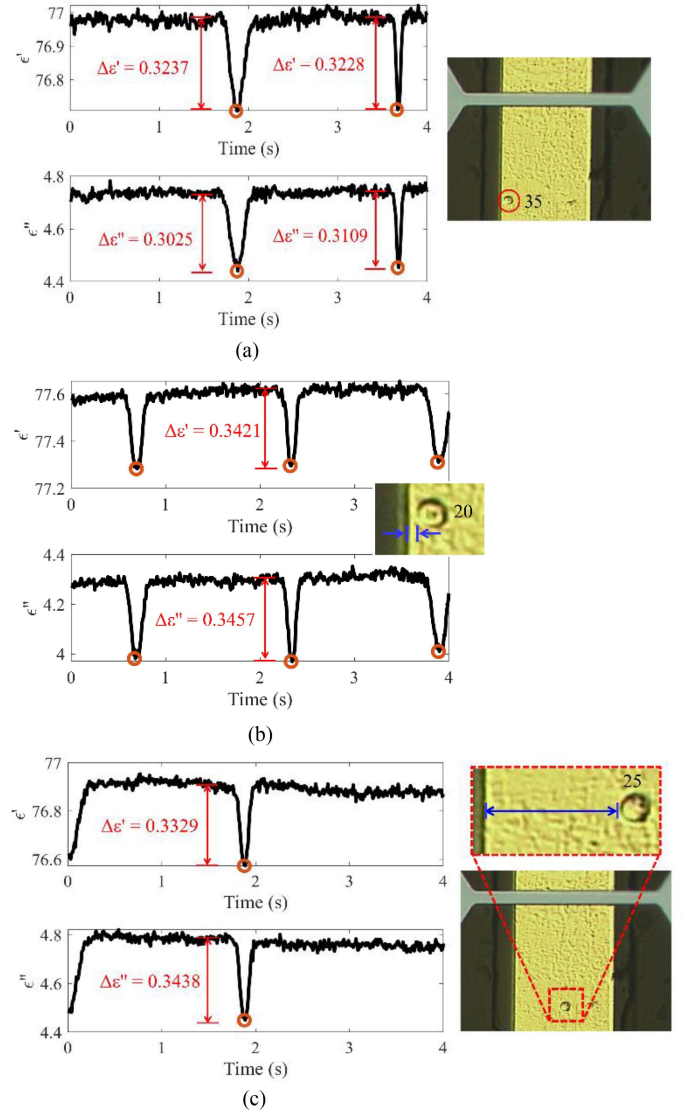 77
76.9
76.8
ϵ'
Δε' = 0.3237
Δε' – 0.3228
0 1 2 3 4
Time (s)
35
4.8
4.6
4.4
ϵ"
Δε" = 0.3025
Δε" = 0.3109
0 1 2 3 4
Time (s)
(a)
77.6
77.4
77.2
ϵ'
Δε' = 0.3421
0 2 4
Time (s)
20
4.4
4.2
4
ϵ"
Δε" = 0.3457
0 1 2 3 4
Time (s)
(b)
77
76.8
76.6
ϵ'
Δε' = 0.3329
0 1 2 3 4
Time (s)
25
4.8
4.6
4.4
ϵ"
Δε" = 0.3438
0 1 2 3 4
Time (s)
(c)